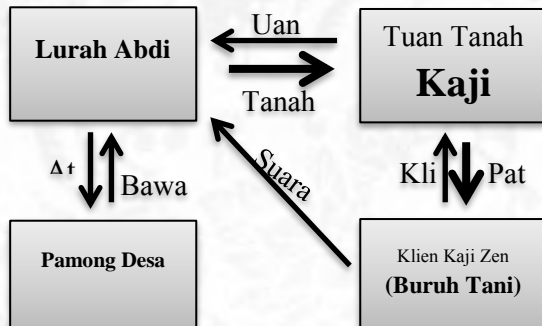 Uan
Lurah Abdi
Tuan Tanah
Kaji
Tanah
Suara
Bawa
Kli
Pat
Pamong Desa
Klien Kaji Zen
(Buruh Tani)